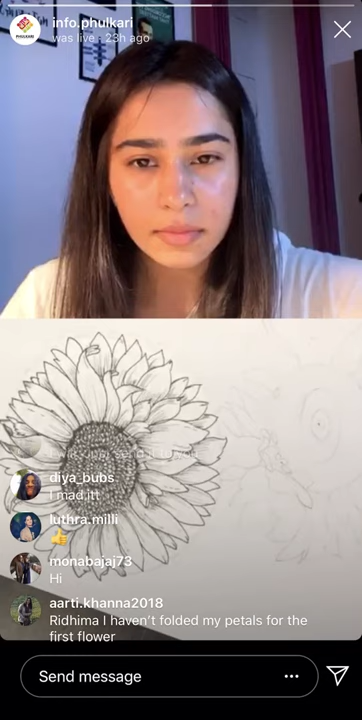 info.phulkari
was live · 23h ago
PHULKARI
diya_bubs
I mad.itt
luthra.milli
👍
monabajaj73
Hi
aarti.khanna2018
Ridhima I haven't folded my petals for the
first flower
Send message